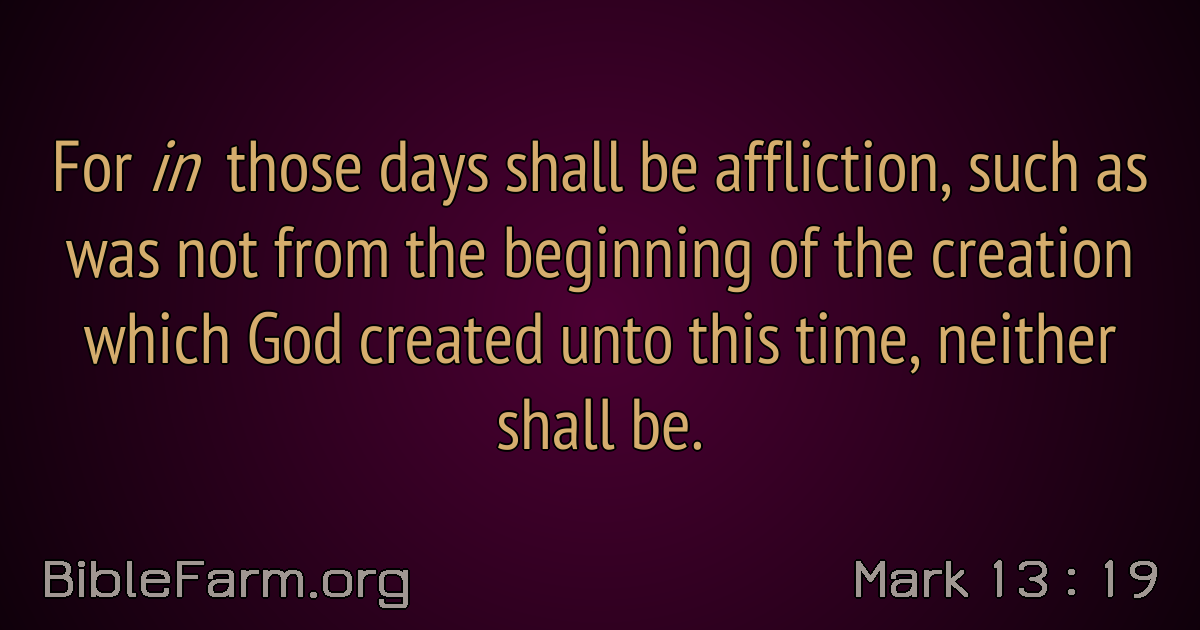 For in those days shall be affliction, such as
was not from the beginning of the creation
which God created unto this time, neither
shall be.
BibleFarm.org
Mark 13 : 19